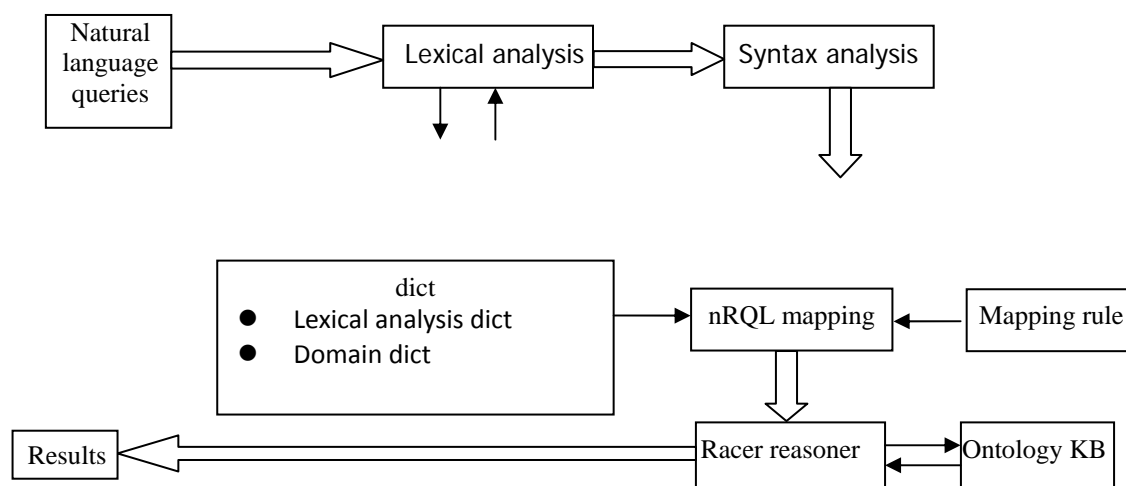 Natural
language
queries
Lexical analysis
Syntax analysis
dict
● Lexical analysis dict
● Domain dict
nRQL mapping
Mapping rule
Results
Racer reasoner
Ontology KB